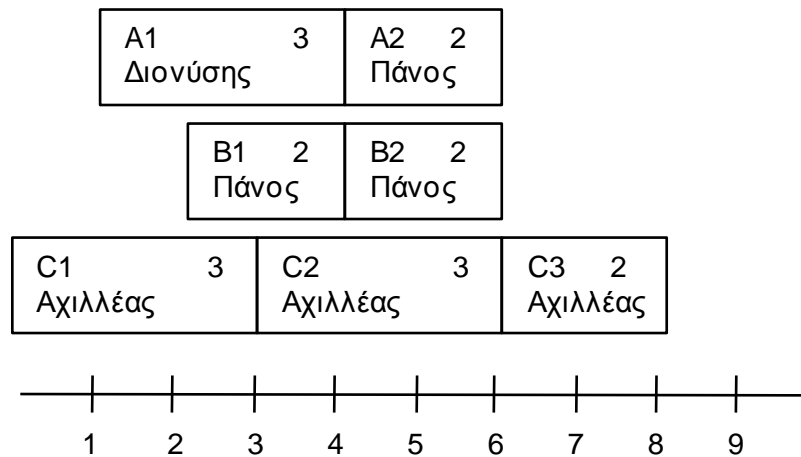 A1 3 A2 2
Διονύσης Πάνος
B1 2 B2 2
Πάνος Πάνος
C1 3 C2 3 C3 2
Αχιλλέας Αχιλλέας Αχιλλέας
1 2 3 4 5 6 7 8 9